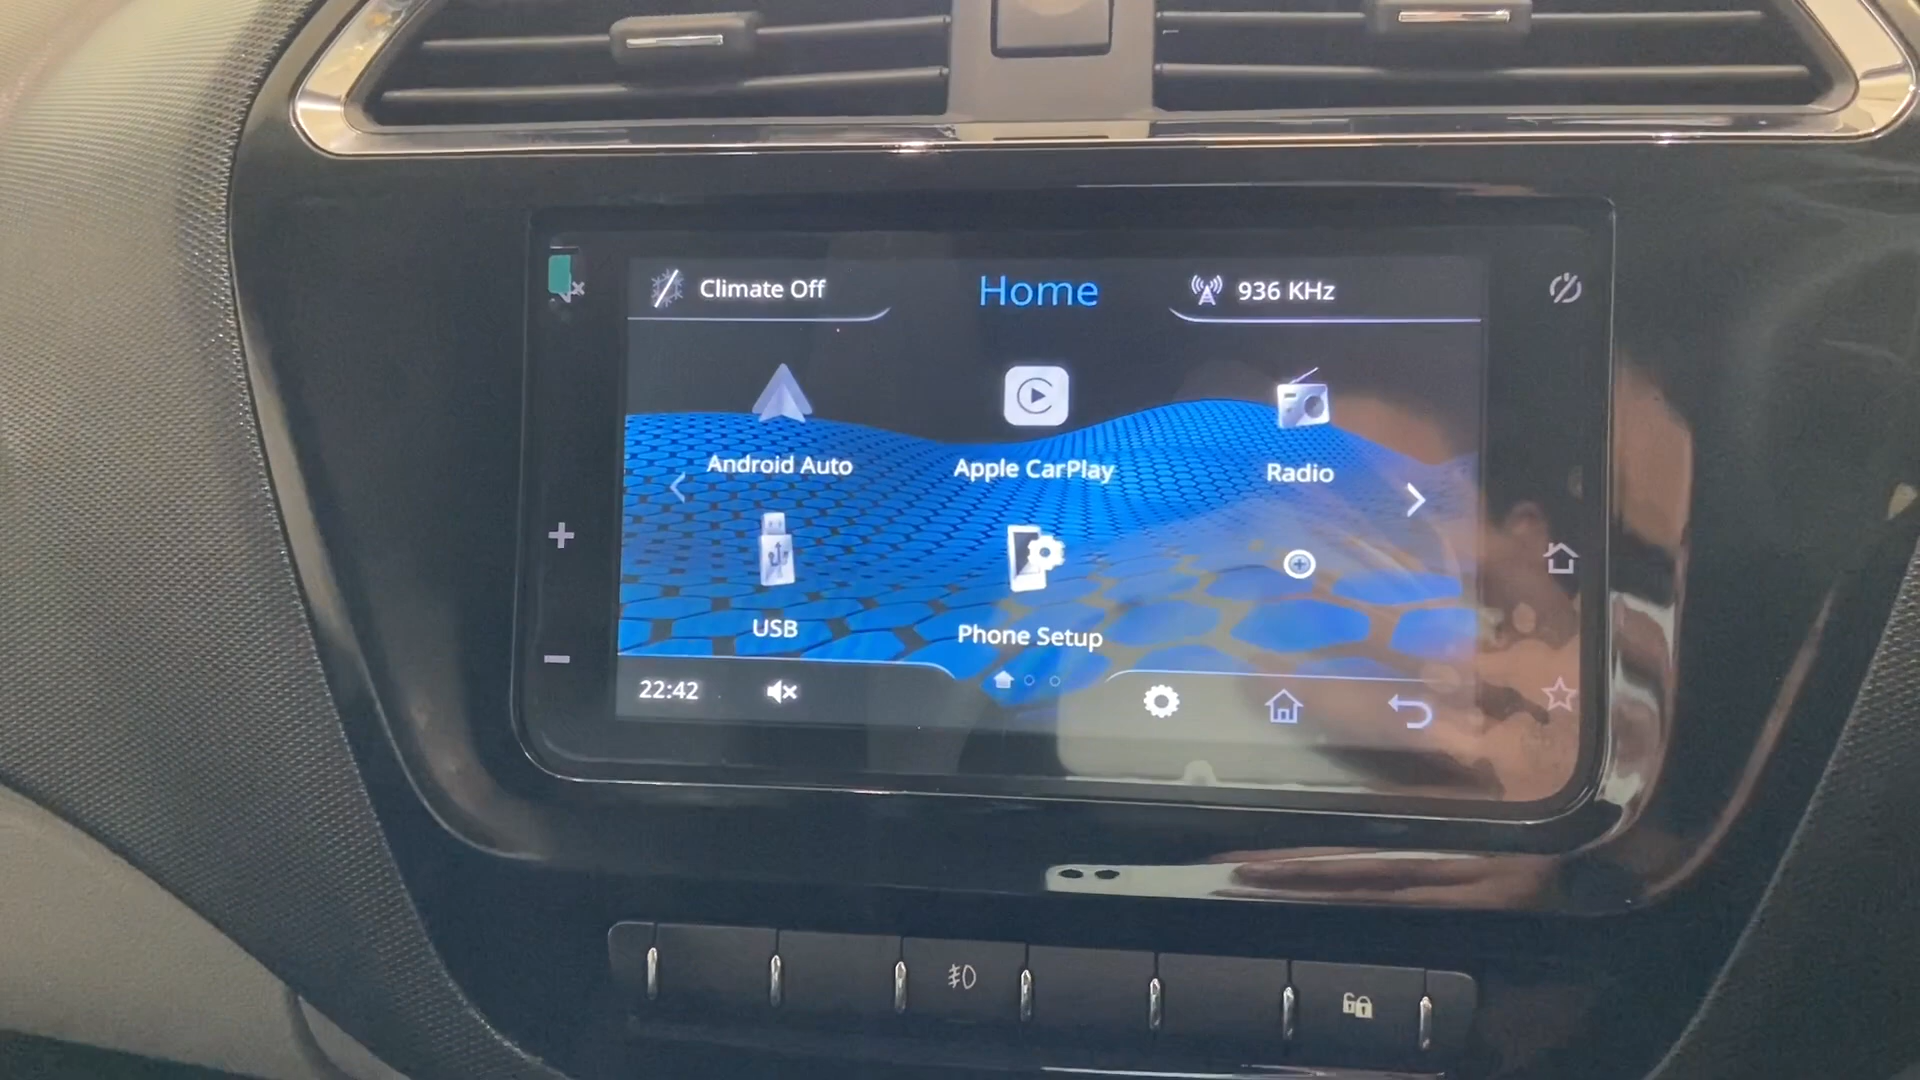 Climate Off
Home
936 KHz
Android Auto
Apple CarPlay
Radio
USB
Phone Setup
22:42